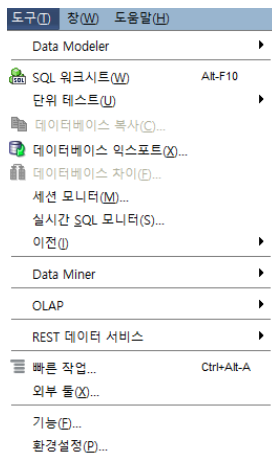 도구(T) 창(W) 도움말(H)
Data Modeler
SQL 워크시트(W) Alt-F10
단위 테스트(U)
데이터베이스 복사(C)...
데이터베이스 익스포트(X)...
데이터베이스 차이(F)...
세션 모니터(M)...
실시간 SQL 모니터(S)...
이전(I)
Data Miner
OLAP
REST 데이터 서비스
빠른 작업... Ctrl+Alt-A
외부 툴(X)...
기능(F)...
환경설정(P)...